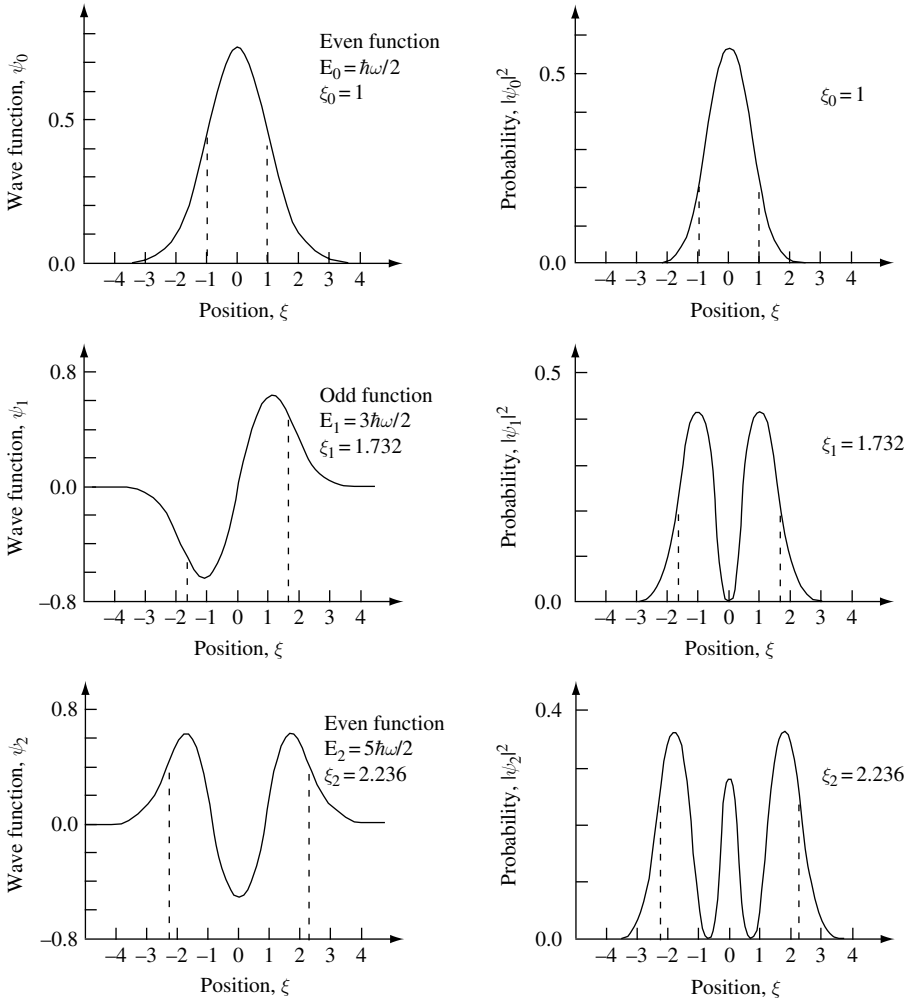 Wave function, ψ0
0.5
0.0
Even function
E0 = ħω/2
ξ0 = 1
–4 –3 –2 –1 0 1 2 3 4
Position, ξ
Probability, |ψ0|²
0.5
0.0
ξ0 = 1
–4 –3 –2 –1 0 1 2 3 4
Position, ξ
Wave function, ψ1
0.8
0.0
–0.8
Odd function
E1 = 3ħω/2
ξ1 = 1.732
–4 –3 –2 –1 0 1 2 3 4
Position, ξ
Probability, |ψ1|²
0.5
0.0
ξ1 = 1.732
–4 –3 –2 –1 0 1 2 3 4
Position, ξ
Wave function, ψ2
0.8
0.0
–0.8
Even function
E2 = 5ħω/2
ξ2 = 2.236
–4 –3 –2 –1 0 1 2 3 4
Position, ξ
Probability, |ψ2|²
0.4
0.0
ξ2 = 2.236
–4 –3 –2 –1 0 1 2 3 4
Position, ξ